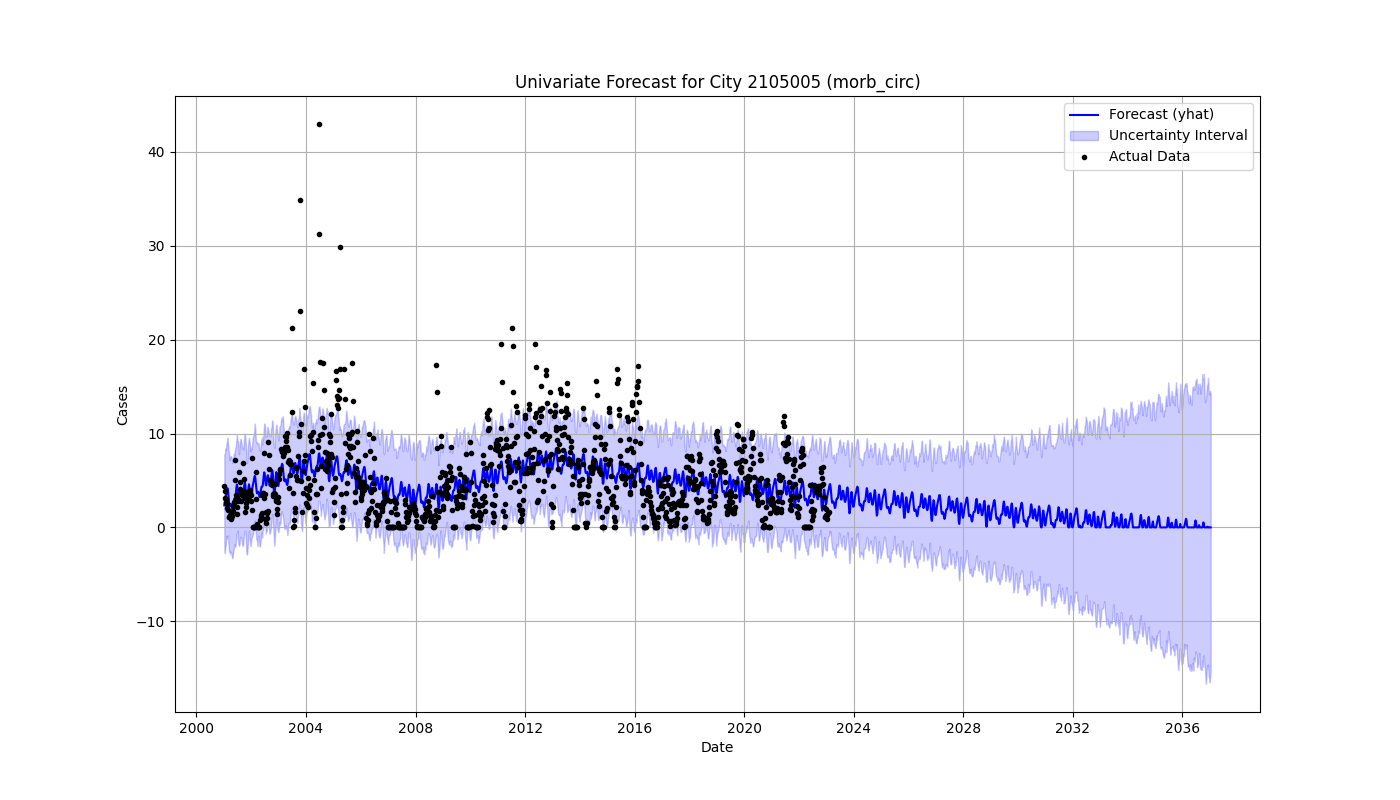 Univariate Forecast for City 2105005 (morb_circ)
Forecast (yhat)
Uncertainty Interval
Actual Data
Cases
40
30
20
10
0
−10
2000 2004 2008 2012 2016 2020 2024 2028 2032 2036
Date